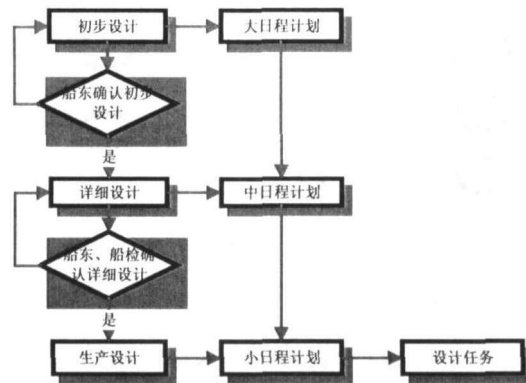 初步设计
大日程计划
船东确认初步
设计
是
详细设计
中日程计划
船东、船检确
认详细设计
是
生产设计
小日程计划
设计任务